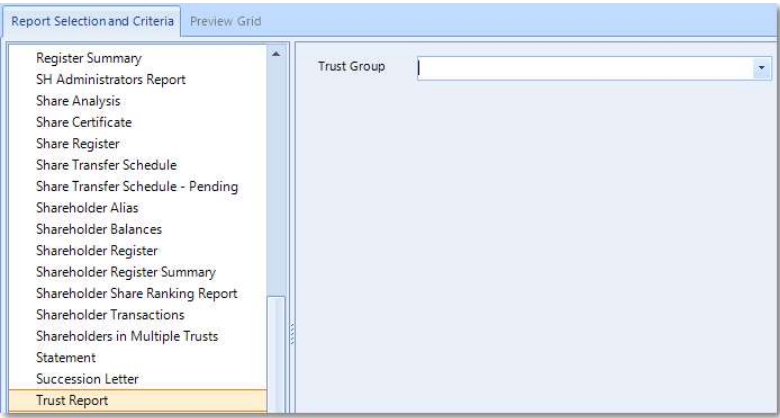 Report Selection and Criteria
Preview Grid
Register Summary
SH Administrators Report
Share Analysis
Share Certificate
Share Register
Share Transfer Schedule
Share Transfer Schedule - Pending
Shareholder Alias
Shareholder Balances
Shareholder Register
Shareholder Register Summary
Shareholder Share Ranking Report
Shareholder Transactions
Shareholders in Multiple Trusts
Statement
Succession Letter
Trust Report
Trust Group